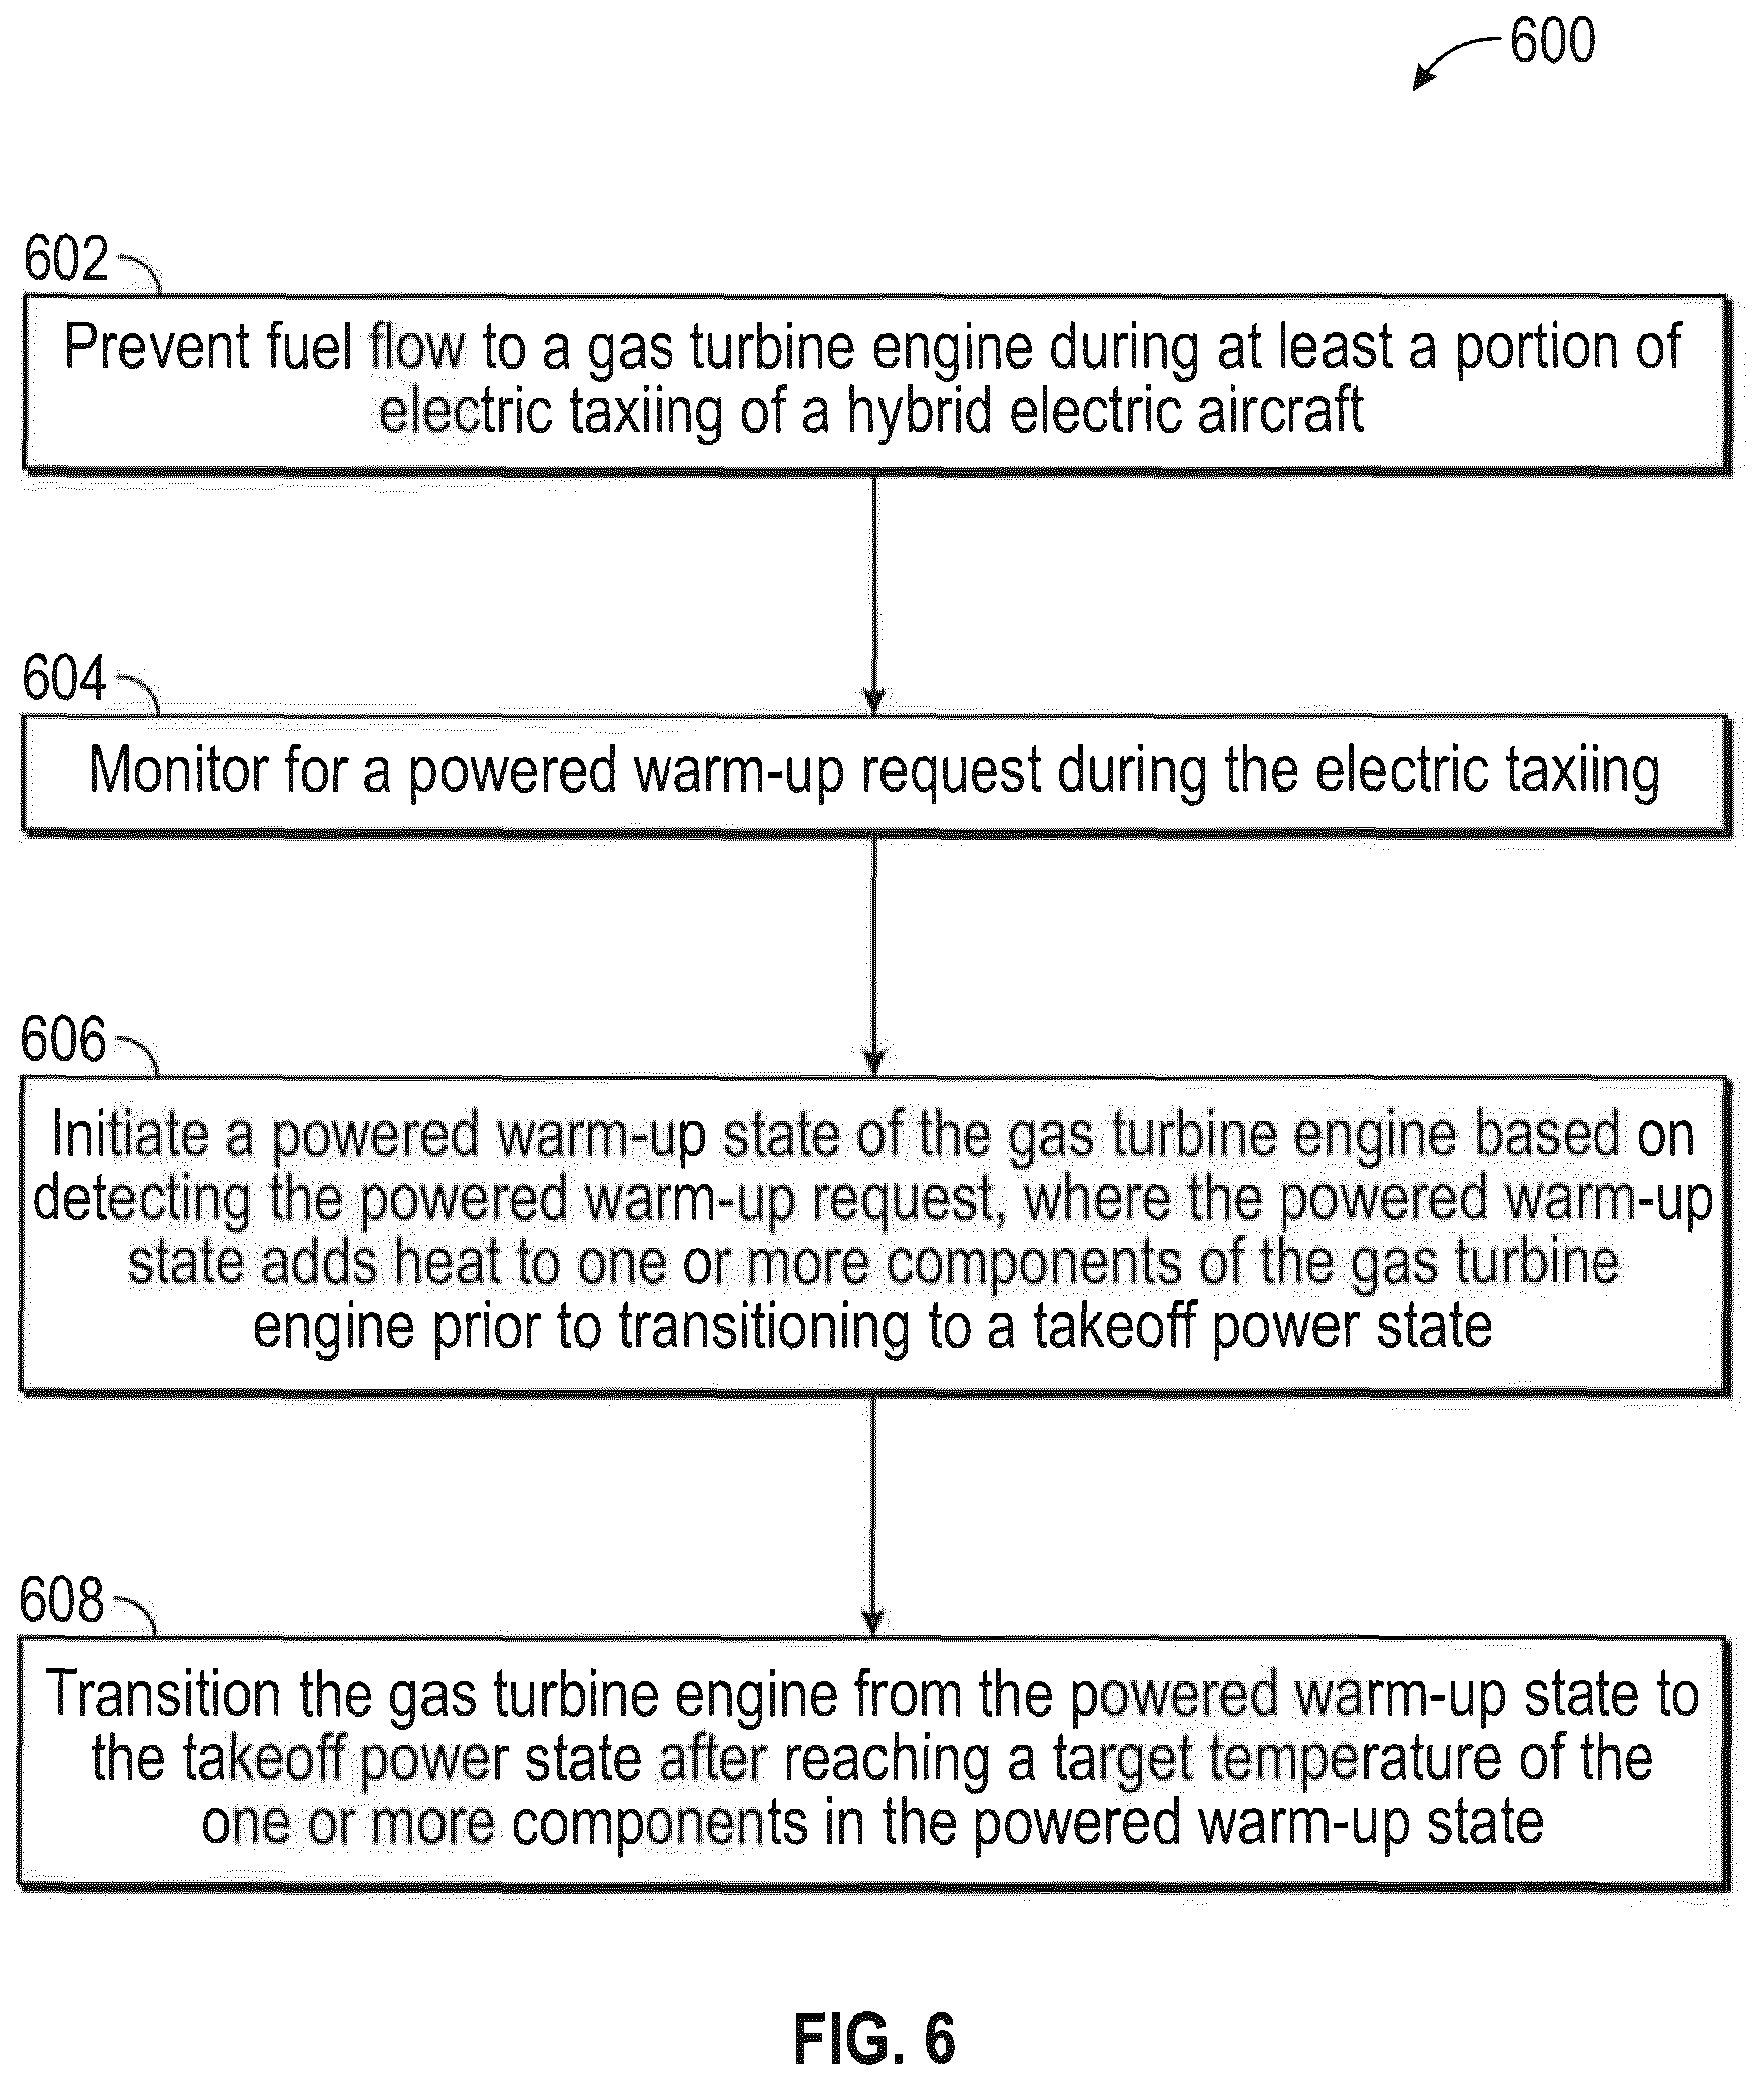 600
602
Prevent fuel flow to a gas turbine engine during at least a portion of
electric taxiing of a hybrid electric aircraft
604
Monitor for a powered warm-up request during the electric taxiing
606
Initiate a powered warm-up state of the gas turbine engine based on
detecting the powered warm-up request, where the powered warm-up
state adds heat to one or more components of the gas turbine
engine prior to transitioning to a takeoff power state
608
Transition the gas turbine engine from the powered warm-up state to
the takeoff power state after reaching a target temperature of the
one or more components in the powered warm-up state
FIG. 6